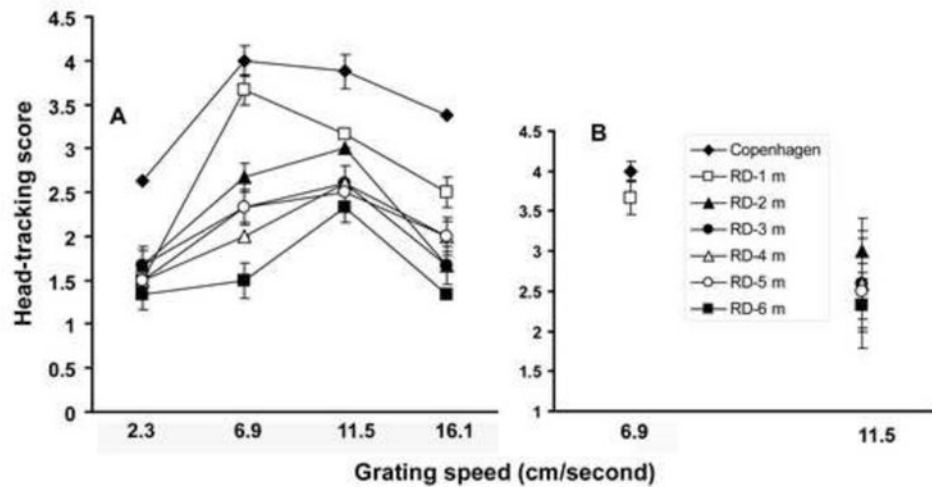 4.5
4
3.5
3
2.5
2
1.5
1
0.5
0
Head-tracking score
A
2.3 6.9 11.5 16.1
B
4.5
4
3.5
3
2.5
2
1.5
1
Copenhagen
RD-1 m
RD-2 m
RD-3 m
RD-4 m
RD-5 m
RD-6 m
6.9 11.5
Grating speed (cm/second)